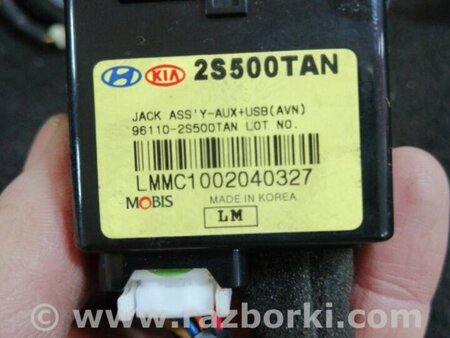 HYUNDAI KIA 2S500TAN
JACK ASS'Y-AUX+USB(AVN)
96110-2S500TAN LOT NO.
LMMC1002040327
MOBIS MADE IN KOREA
LM
© www.razborki.com